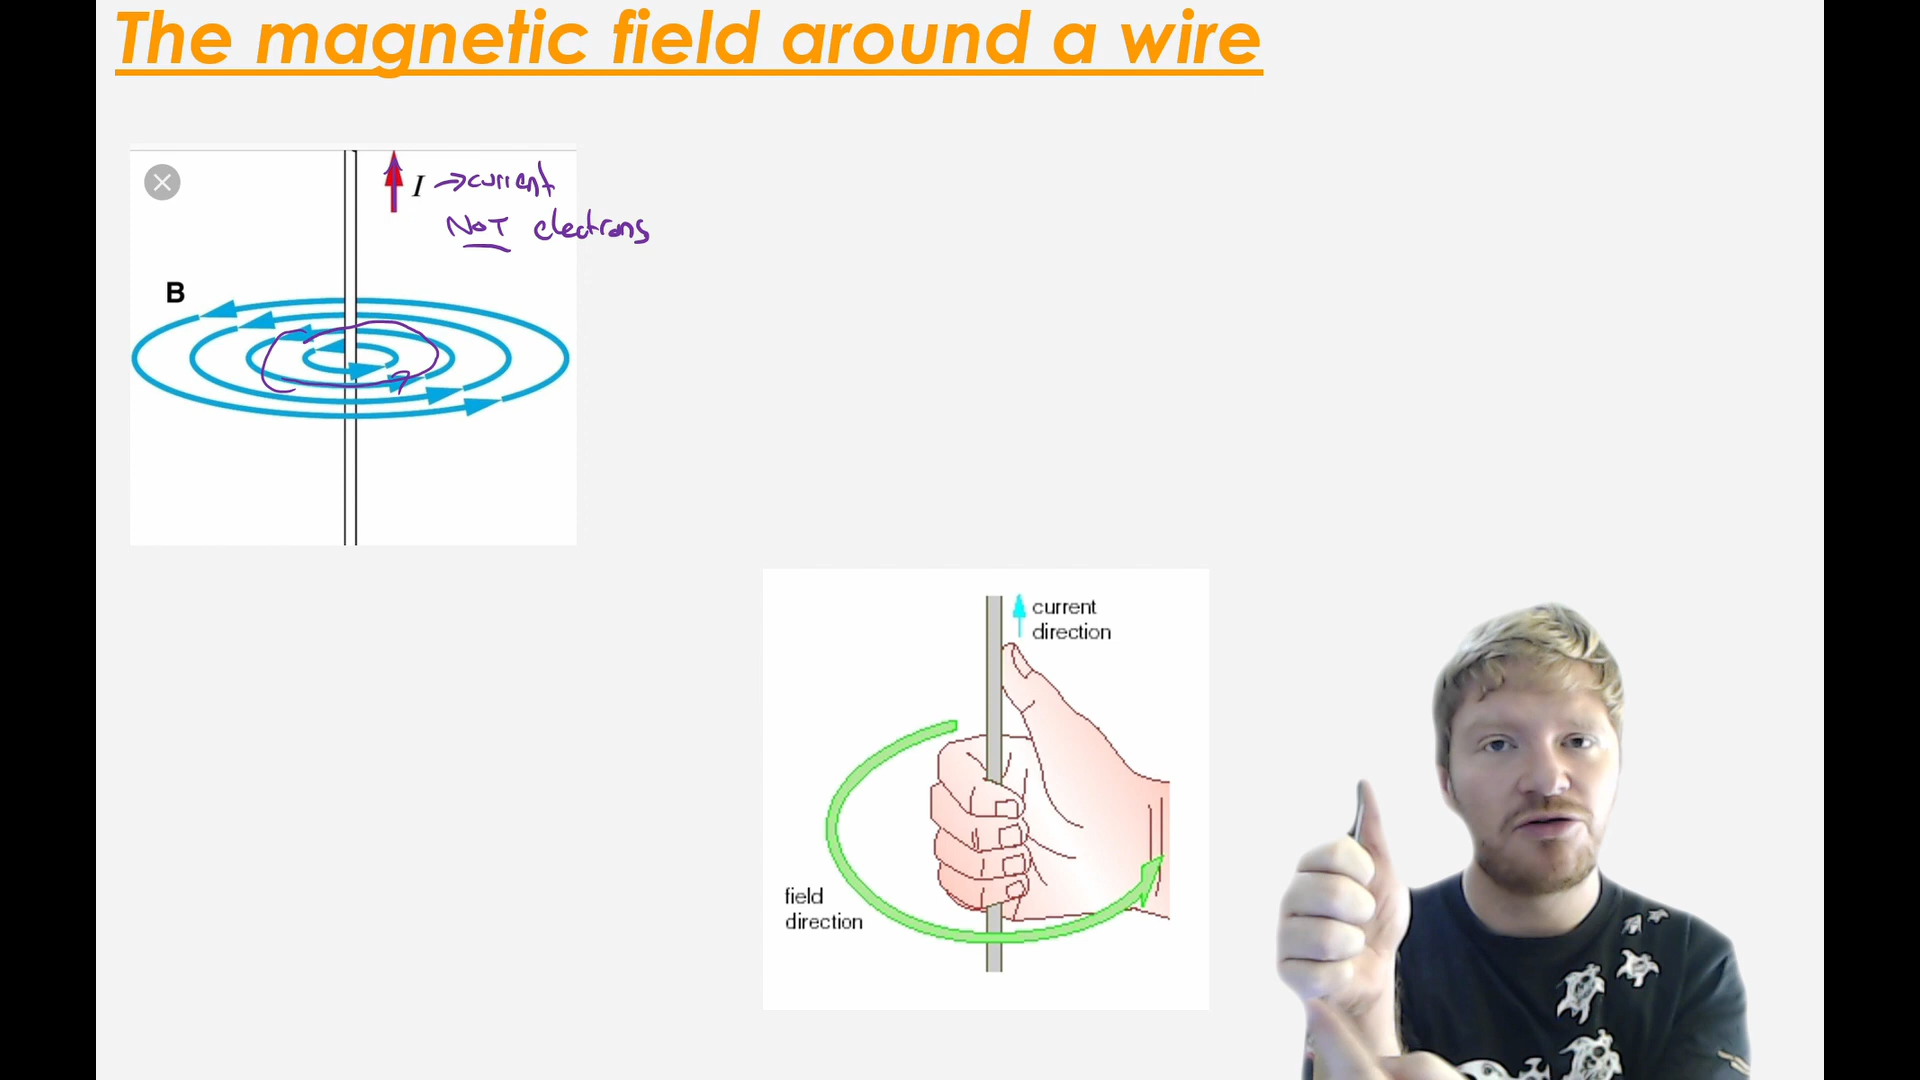 The magnetic field around a wire
I → current
NOT electrons
B
current
direction
field
direction